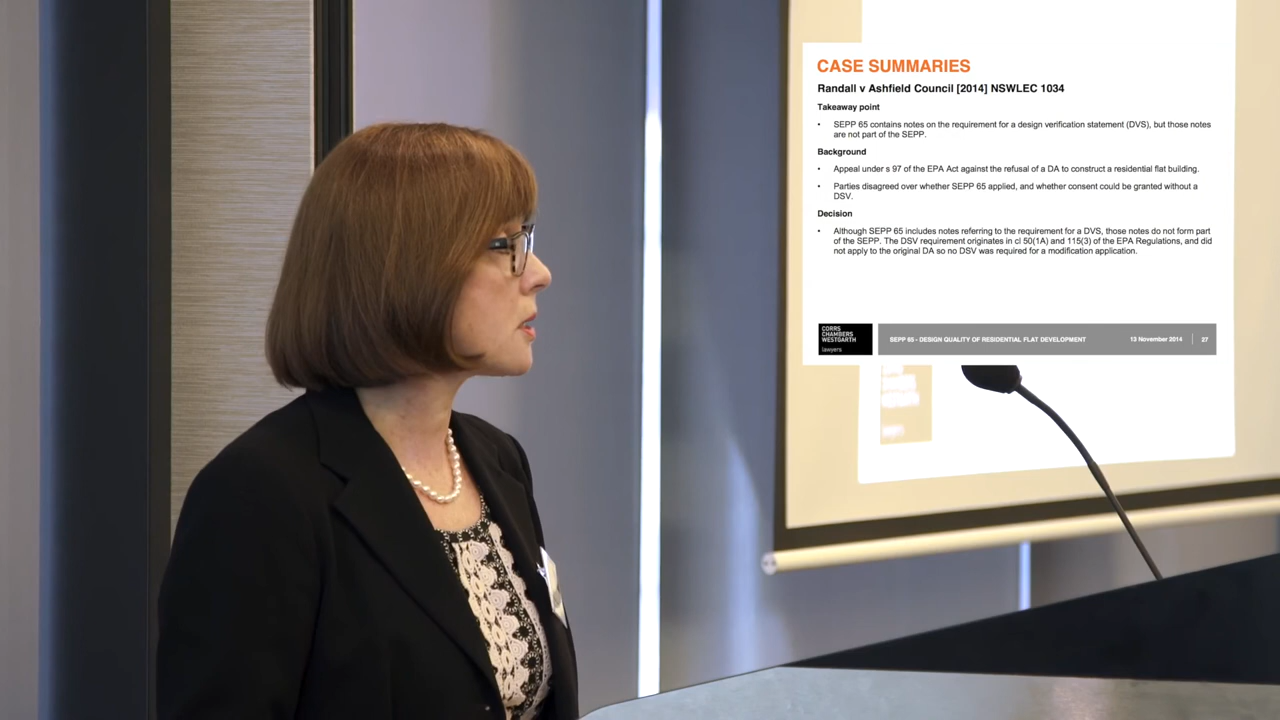 CASE SUMMARIES
Randall v Ashfield Council [2014] NSWLEC 1034
Takeaway point
• SEPP 65 contains notes on the requirement for a design verification statement (DVS), but those notes
are not part of the SEPP.
Background
• Appeal under s 97 of the EPA Act against the refusal of a DA to construct a residential flat building.
• Parties disagreed over whether SEPP 65 applied, and whether consent could be granted without a
DSV.
Decision
• Although SEPP 65 includes notes referring to the requirement for a DVS, those notes do not form part
of the SEPP. The DSV requirement originates in cl 50(1A) and 115(3) of the EPA Regulations, and did
not apply to the original DA so no DSV was required for a modification application.
CORRS
CHAMBERS
WESTGARTH
lawyers
SEPP 65 - DESIGN QUALITY OF RESIDENTIAL FLAT DEVELOPMENT 13 November 2014 27